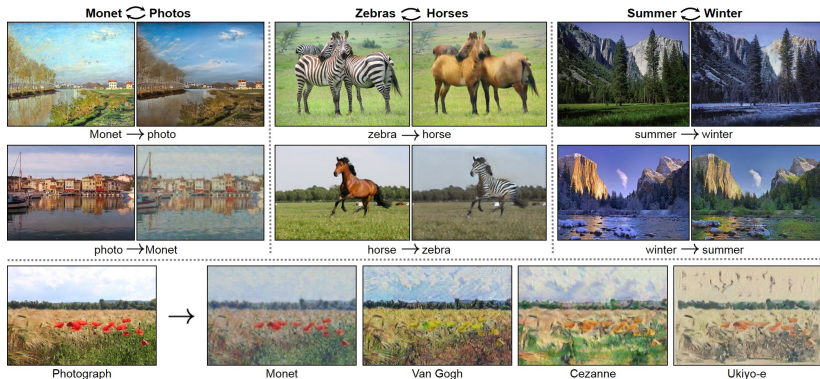 Monet Photos
Zebras Horses
Summer Winter
Monet → photo
zebra → horse
summer → winter
photo → Monet
horse → zebra
winter → summer
Photograph
Monet
Van Gogh
Cezanne
Ukiyo-e